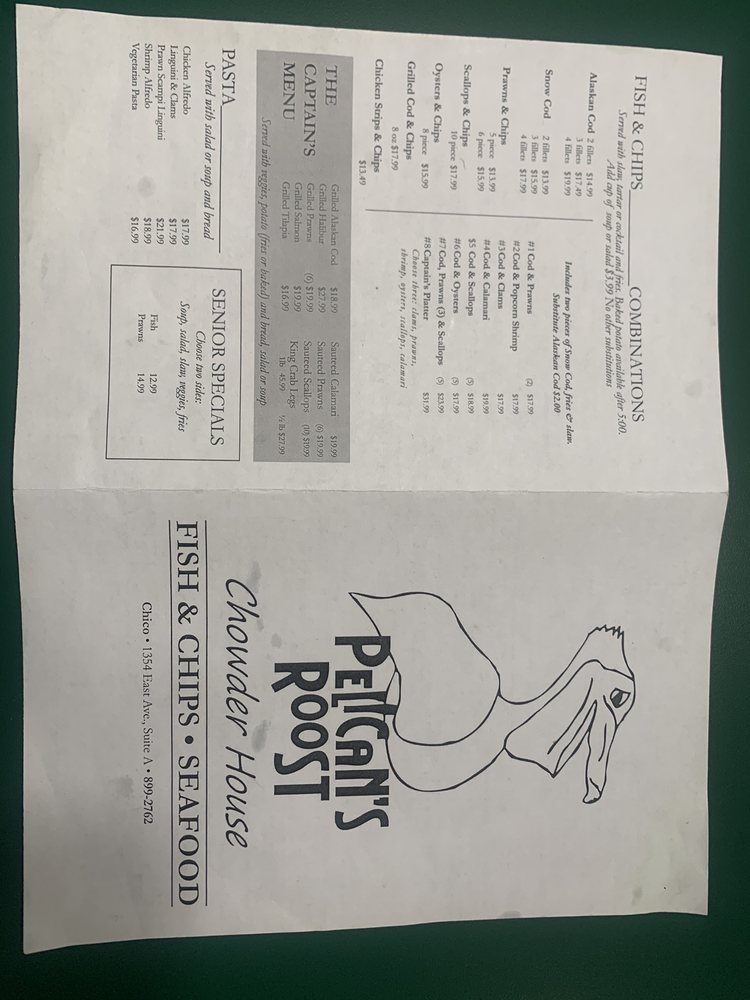 FISH & CHIPS
COMBINATIONS
Served with slaw, tartar or cocktail and fries. Baked potato available after 5:00.
Add cup of soup or salad $3.99 No other substitutions
Alaskan Cod 2 fillets $14.99
3 fillets $17.49
4 fillets $19.99
Snow Cod 2 fillets $13.99
3 fillets $15.99
4 fillets $17.99
Prawns & Chips
5 piece $13.99
6 piece $15.99
Scallops & Chips
10 piece $17.99
Oysters & Chips
8 piece $15.99
Grilled Cod & Chips
8 oz $17.99
Chicken Strips & Chips
$13.49
Includes two pieces of Snow Cod, fries & slaw.
Substitute Alaskan Cod $2.00
#1 Cod & Prawns (2) $17.99
#2 Cod & Popcorn Shrimp $17.99
#3 Cod & Clams $17.99
#4 Cod & Calamari $19.99
$5 Cod & Scallops (5) $18.99
#6 Cod & Oysters (5) $17.99
#7 Cod, Prawns (3) & Scallops (5) $23.99
#8 Captain's Platter $31.99
Choose three: clams, prawns,
shrimp, oysters, scallops, calamari
THE
CAPTAIN'S
MENU
Grilled Alaskan Cod $18.99
Grilled Halibut $27.99
Grilled Prawns (6) $19.99
Grilled Salmon $19.99
Grilled Tilapia $16.99
Sauteed Calamari $19.99
Sauteed Prawns (6) $19.99
Sauteed Scallops (10) $19.99
King Crab Legs
1lb 45.99 ½ lb $27.99
Served with veggies, potato (fries or baked) and bread, salad or soup
PASTA
Served with salad or soup and bread
Chicken Alfredo $17.99
Linguini & Clams $17.99
Prawn Scampi Linguini $21.99
Shrimp Alfredo $18.99
Vegetarian Pasta $16.99
SENIOR SPECIALS
Choose two sides:
Soup, salad, slaw, veggies, fries
Fish 12.99
Prawns 14.99
PELICAN'S
ROOST
Chowder House
FISH & CHIPS • SEAFOOD
Chico • 1354 East Ave., Suite A • 899-2762